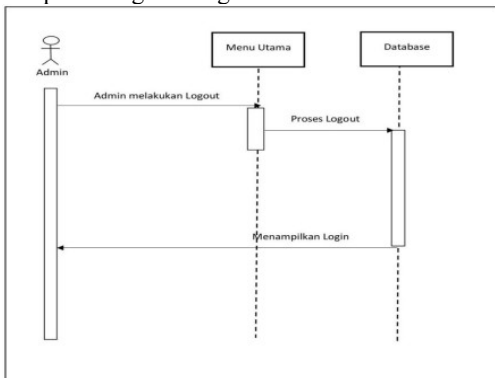 Menu Utama
Database
Admin
Admin melakukan Logout
Proses Logout
Menampilkan Login